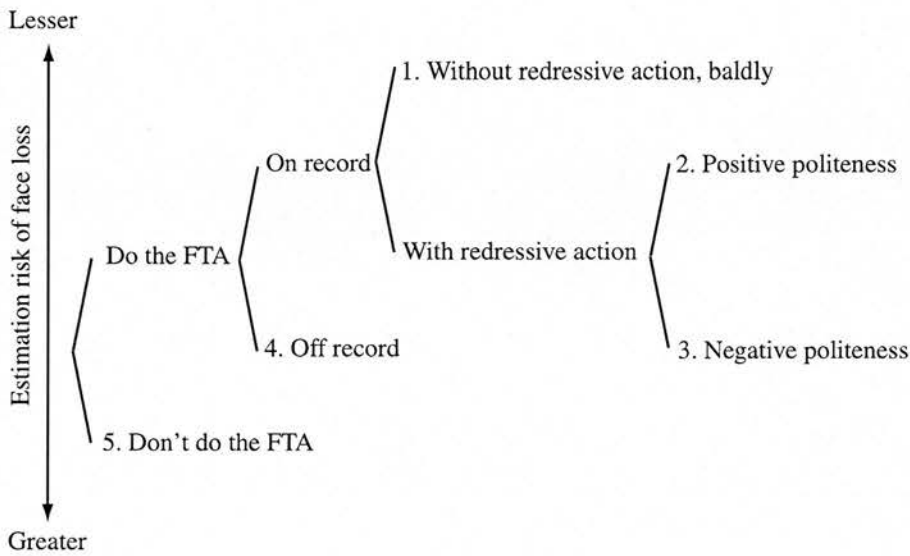 Lesser
1. Without redressive action, baldly
On record
2. Positive politeness
Do the FTA
With redressive action
4. Off record
3. Negative politeness
5. Don't do the FTA
Greater
Estimation risk of face loss